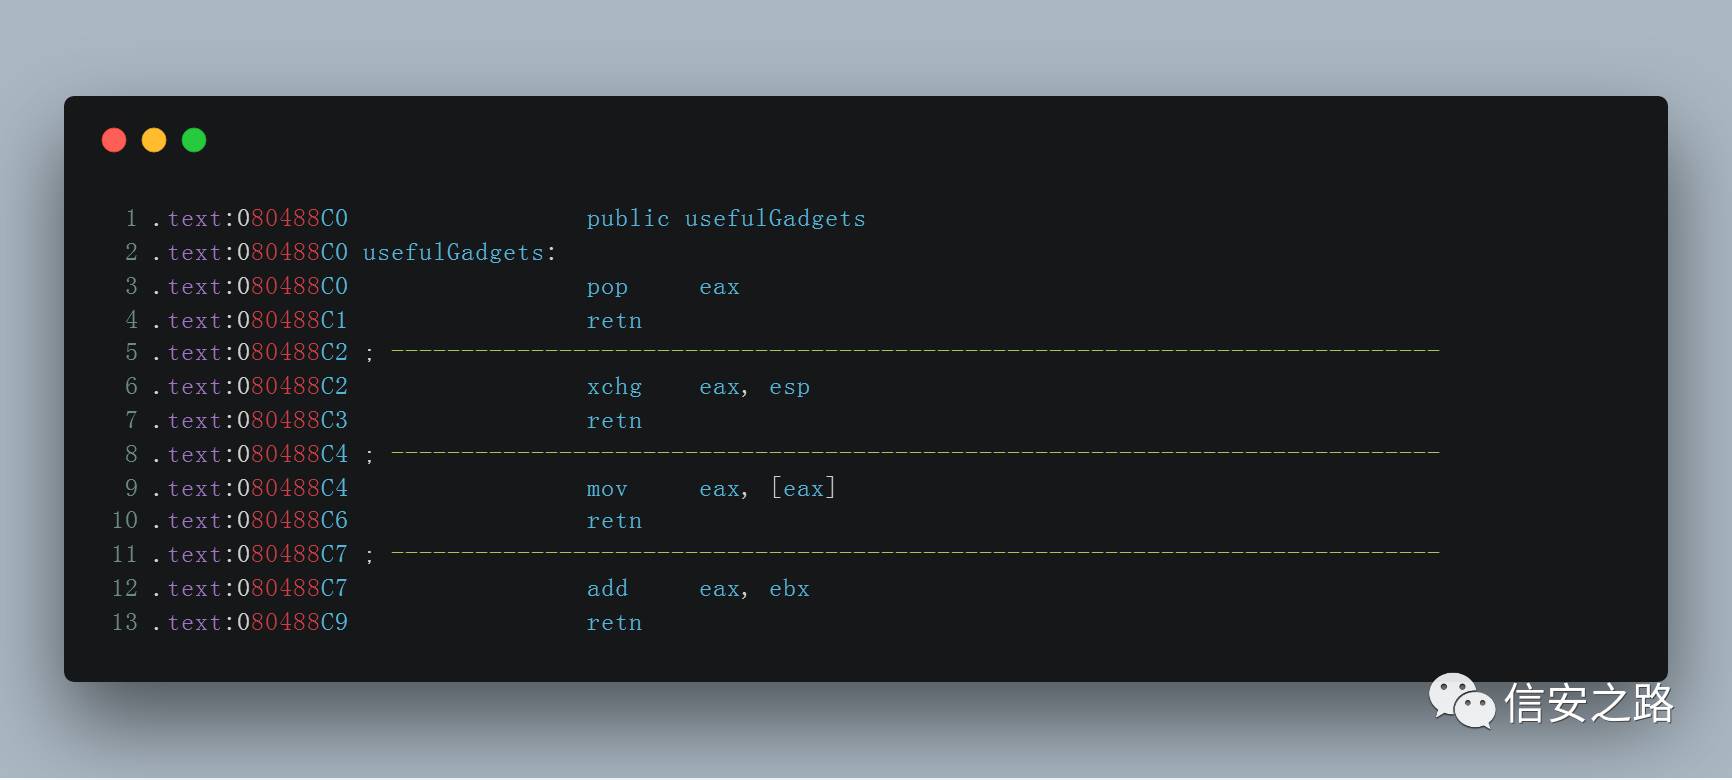 1 .text:080488C0                 public usefulGadgets
2 .text:080488C0 usefulGadgets:
3 .text:080488C0                 pop     eax
4 .text:080488C1                 retn
5 .text:080488C2 ; ---------------------------------------------------------------------------
6 .text:080488C2                 xchg    eax, esp
7 .text:080488C3                 retn
8 .text:080488C4 ; ---------------------------------------------------------------------------
9 .text:080488C4                 mov     eax, [eax]
10 .text:080488C6                 retn
11 .text:080488C7 ; ---------------------------------------------------------------------------
12 .text:080488C7                 add     eax, ebx
13 .text:080488C9                 retn
信安之路